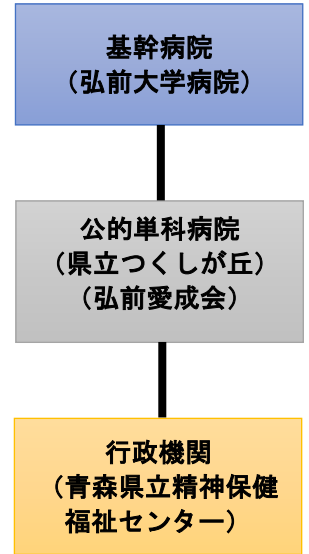 基幹病院
（弘前大学病院）
公的単科病院
（県立つくしが丘）
（弘前愛成会）
行政機関
（青森県立精神保健
福祉センター）